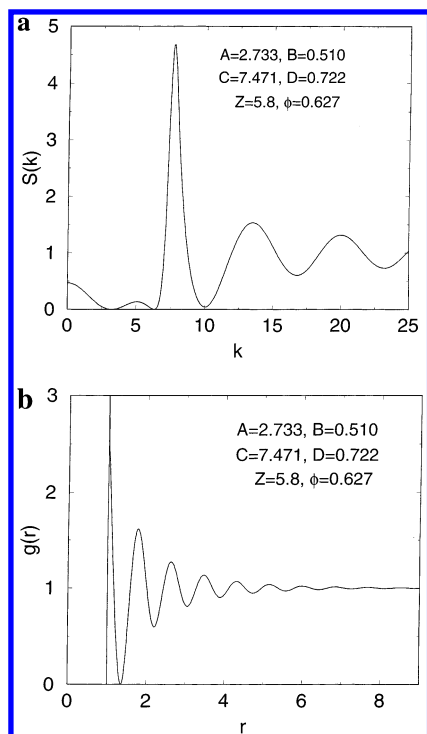 a
5
4
3
2
1
0
S(k)
A=2.733, B=0.510
C=7.471, D=0.722
Z=5.8, ϕ=0.627
0 5 10 15 20 25
k
b
3
2
1
0
g(r)
A=2.733, B=0.510
C=7.471, D=0.722
Z=5.8, ϕ=0.627
0 2 4 6 8
r